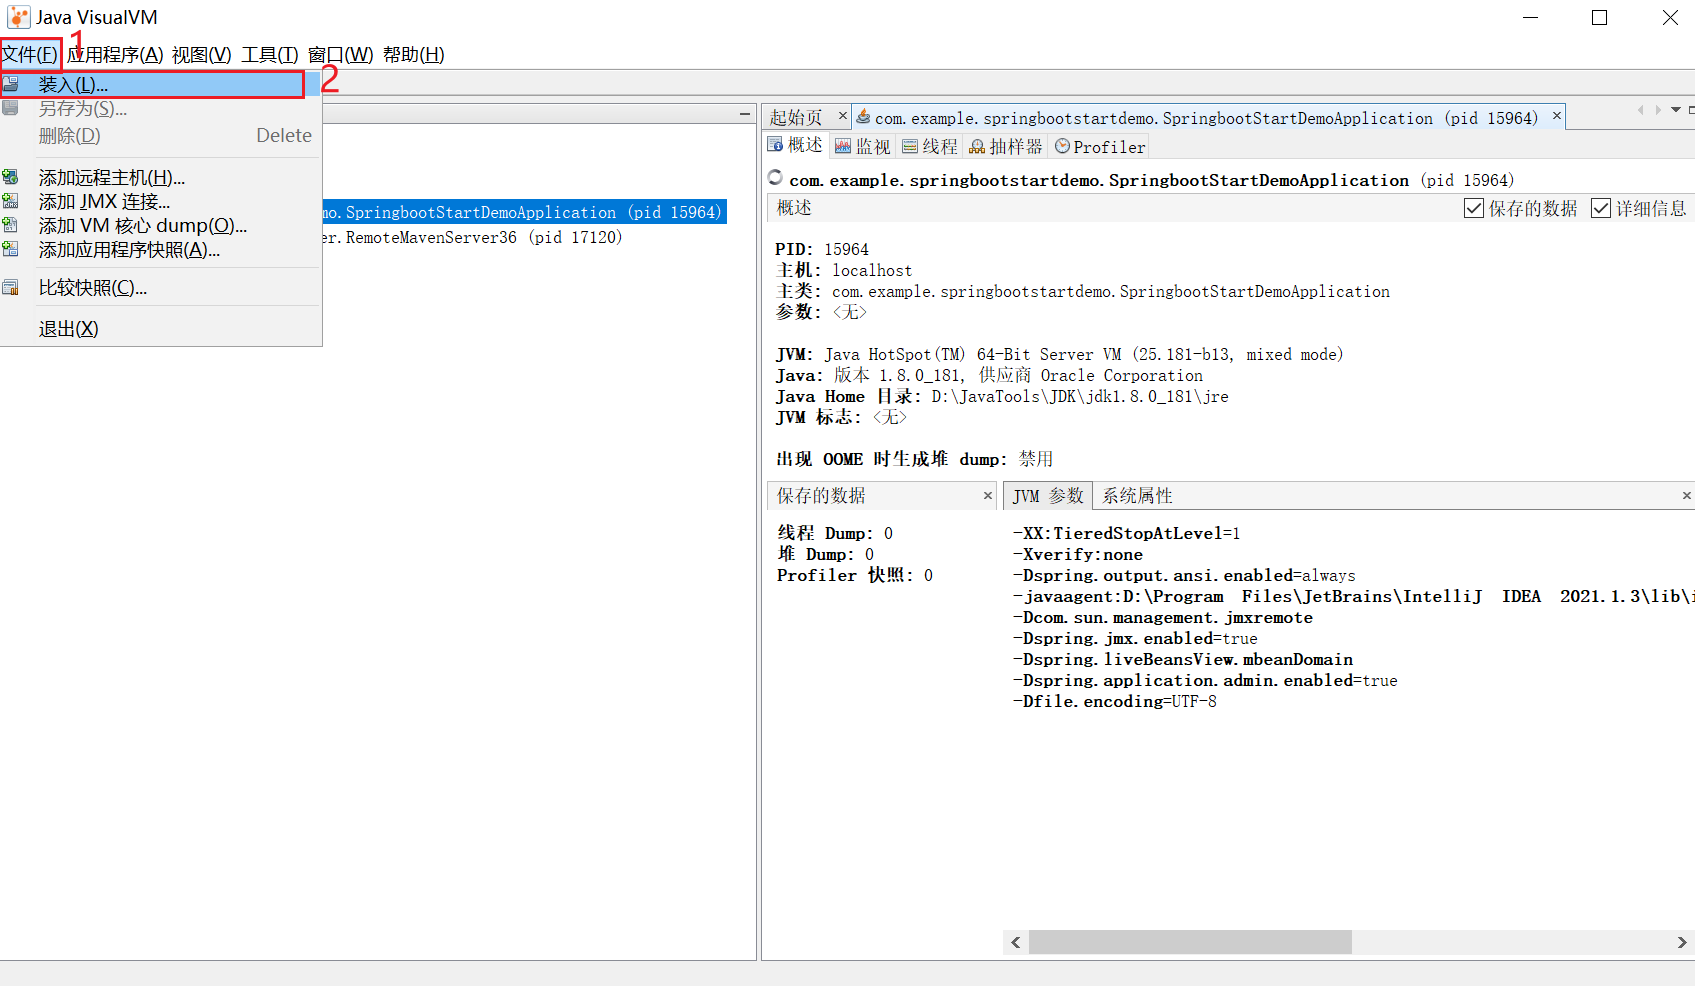 Java VisualVM
文件(F) 应用程序(A) 视图(V) 工具(T) 窗口(W) 帮助(H)
1
装入(L)...
2
另存为(S)...
删除(D) Delete
添加远程主机(H)...
添加 JMX 连接...
添加 VM 核心 dump(O)...
添加应用程序快照(A)...
比较快照(C)...
退出(X)
mo.SpringbootStartDemoApplication (pid 15964)
er.RemoteMavenServer36 (pid 17120)
起始页 × com.example.springbootstartdemo.SpringbootStartDemoApplication (pid 15964) ×
概述 监视 线程 抽样器 Profiler
com.example.springbootstartdemo.SpringbootStartDemoApplication (pid 15964)
概述 保存的数据 详细信息
PID: 15964
主机: localhost
主类: com.example.springbootstartdemo.SpringbootStartDemoApplication
参数: <无>
JVM: Java HotSpot(TM) 64-Bit Server VM (25.181-b13, mixed mode)
Java: 版本 1.8.0_181, 供应商 Oracle Corporation
Java Home 目录: D:\JavaTools\JDK\jdk1.8.0_181\jre
JVM 标志: <无>
出现 OOME 时生成堆 dump: 禁用
保存的数据 ×
线程 Dump: 0
堆 Dump: 0
Profiler 快照: 0
JVM 参数 系统属性 ×
-XX:TieredStopAtLevel=1
-Xverify:none
-Dspring.output.ansi.enabled=always
-javaagent:D:\Program Files\JetBrains\IntelliJ IDEA 2021.1.3\lib\i
-Dcom.sun.management.jmxremote
-Dspring.jmx.enabled=true
-Dspring.liveBeansView.mbeanDomain
-Dspring.application.admin.enabled=true
-Dfile.encoding=UTF-8